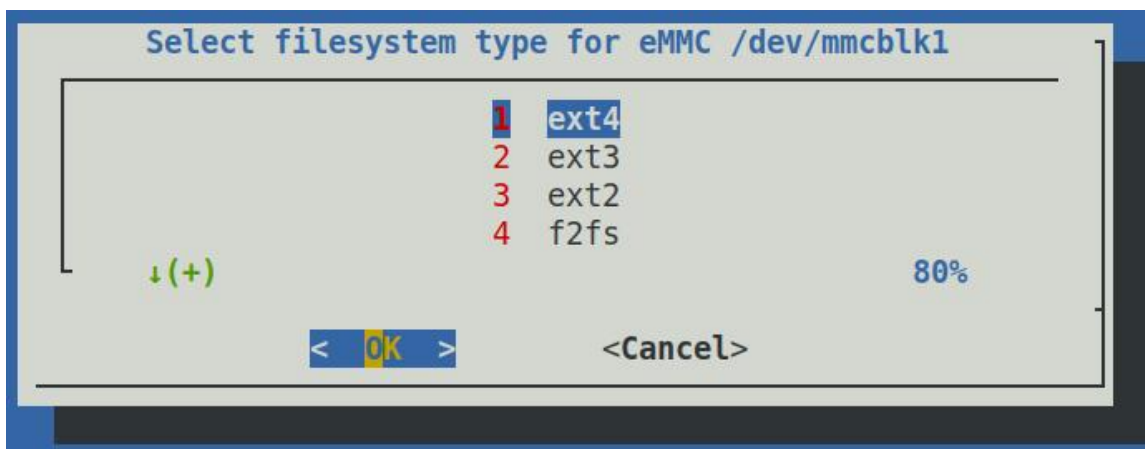 Select filesystem type for eMMC /dev/mmcblk1
1 ext4
2 ext3
3 ext2
4 f2fs
↓(+) 80%
< OK > <Cancel>